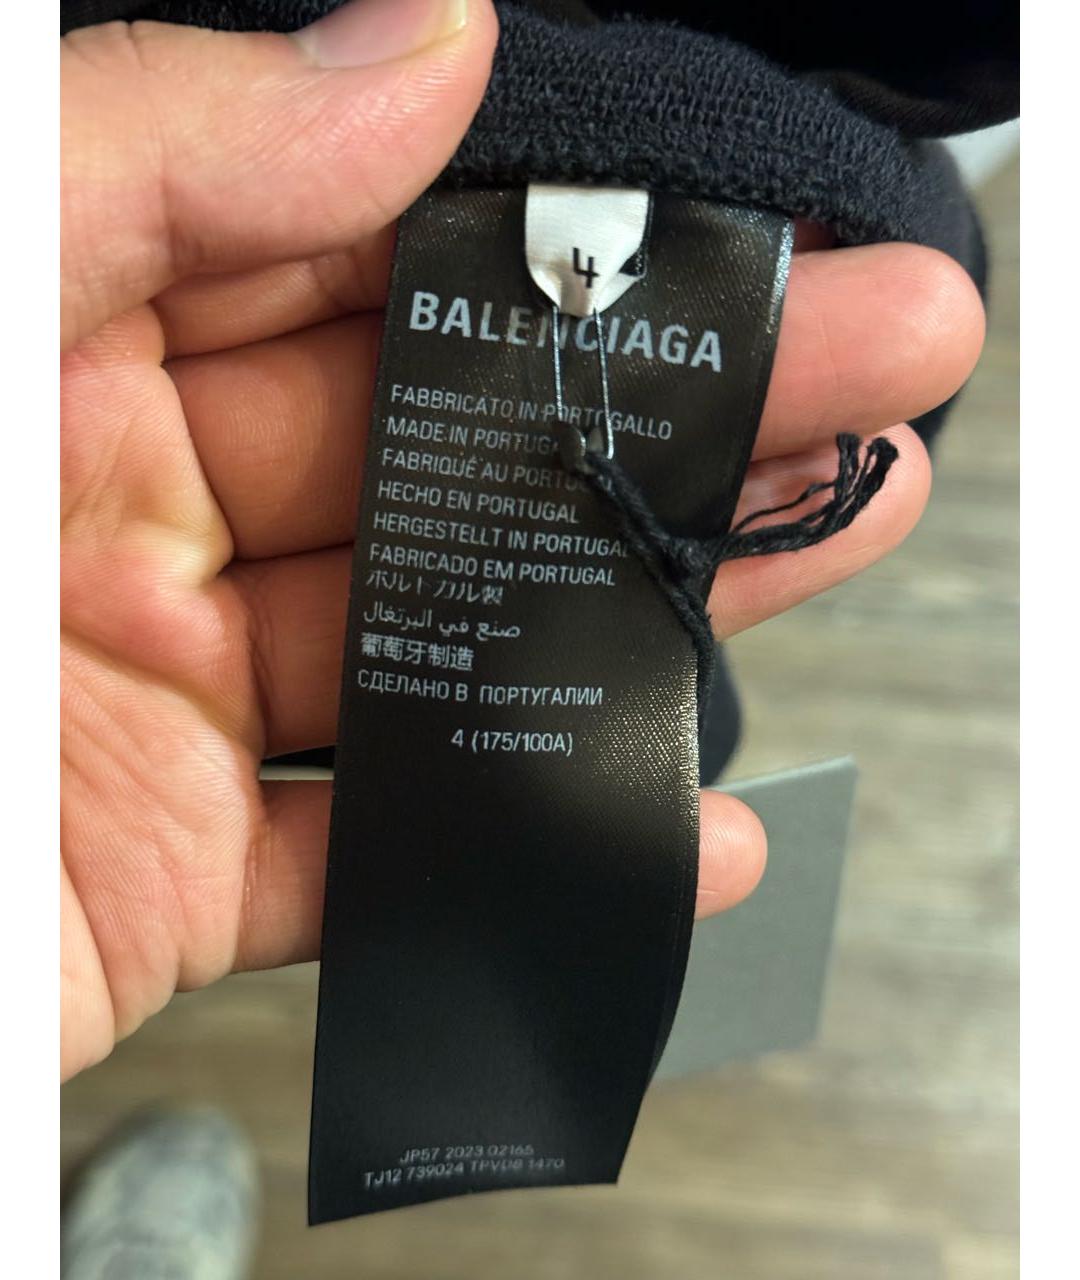 4
BALENCIAGA
FABBRICATO IN PORTOGALLO
MADE IN PORTUGAL
FABRIQUÉ AU PORTUGAL
HECHO EN PORTUGAL
HERGESTELLT IN PORTUGAL
FABRICADO EM PORTUGAL
ポルトガル製
صنع في البرتغال
葡萄牙制造
СДЕЛАНО В ПОРТУГАЛИИ
4 (175/100A)
JP57 2023 02165
TJ12 739024 TPVD8 1470